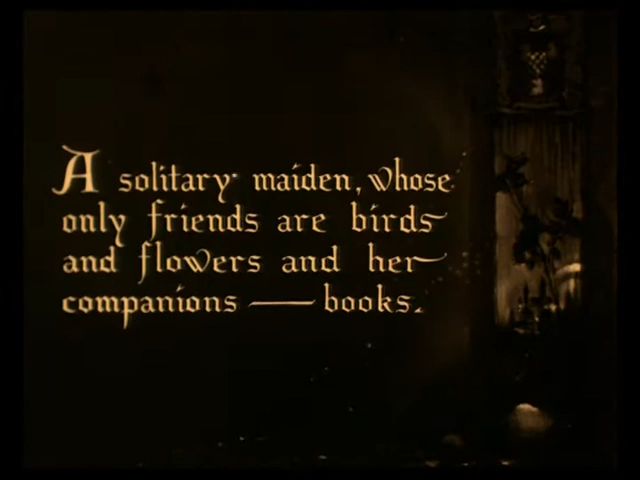 A solitary maiden, whose
only friends are birds
and flowers and her
companions — books.